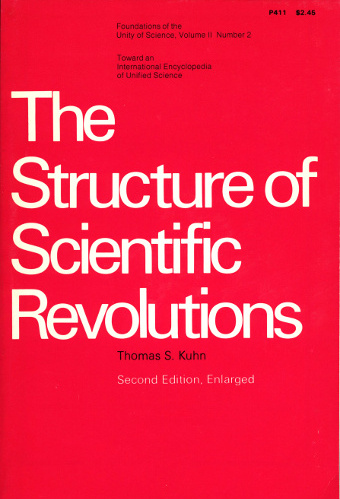 P411 $2.45
Foundations of the
Unity of Science, Volume II Number 2
Toward an
International Encyclopedia
of Unified Science
The
Structure of
Scientific
Revolutions
Thomas S. Kuhn
Second Edition, Enlarged